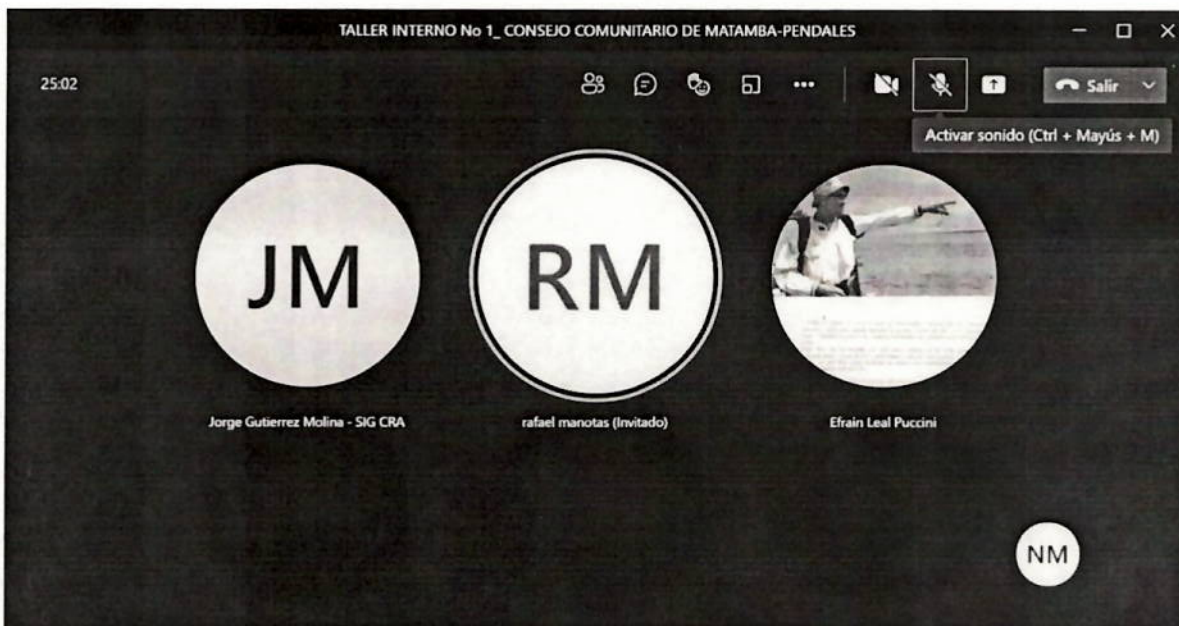 TALLER INTERNO No 1_ CONSEJO COMUNITARIO DE MATAMBA-PENDALES
25:02
Salir
Activar sonido (Ctrl + Mayús + M)
JM
RM
Jorge Gutierrez Molina - SIG CRA
rafael manotas (Invitado)
Efrain Leal Puccini
NM